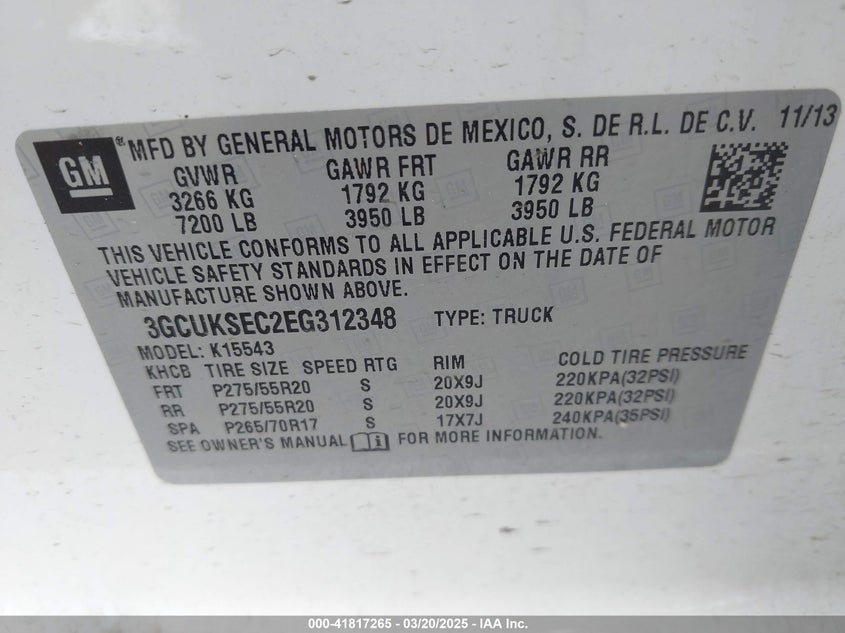 GM
® MFD BY GENERAL MOTORS DE MEXICO, S. DE R.L. DE C.V. 11/13
GVWR GAWR FRT GAWR RR
3266 KG 1792 KG 1792 KG
7200 LB 3950 LB 3950 LB
THIS VEHICLE CONFORMS TO ALL APPLICABLE U.S. FEDERAL MOTOR
VEHICLE SAFETY STANDARDS IN EFFECT ON THE DATE OF
MANUFACTURE SHOWN ABOVE.
3GCUKSEC2EG312348 TYPE: TRUCK
MODEL: K15543
KHCB TIRE SIZE SPEED RTG RIM COLD TIRE PRESSURE
FRT P275/55R20 S 20X9J 220KPA(32PSI)
RR P275/55R20 S 20X9J 220KPA(32PSI)
SPA P265/70R17 S 17X7J 240KPA(35PSI)
SEE OWNER'S MANUAL FOR MORE INFORMATION.
000-41817265 | 03/20/2025 - IAA Inc.